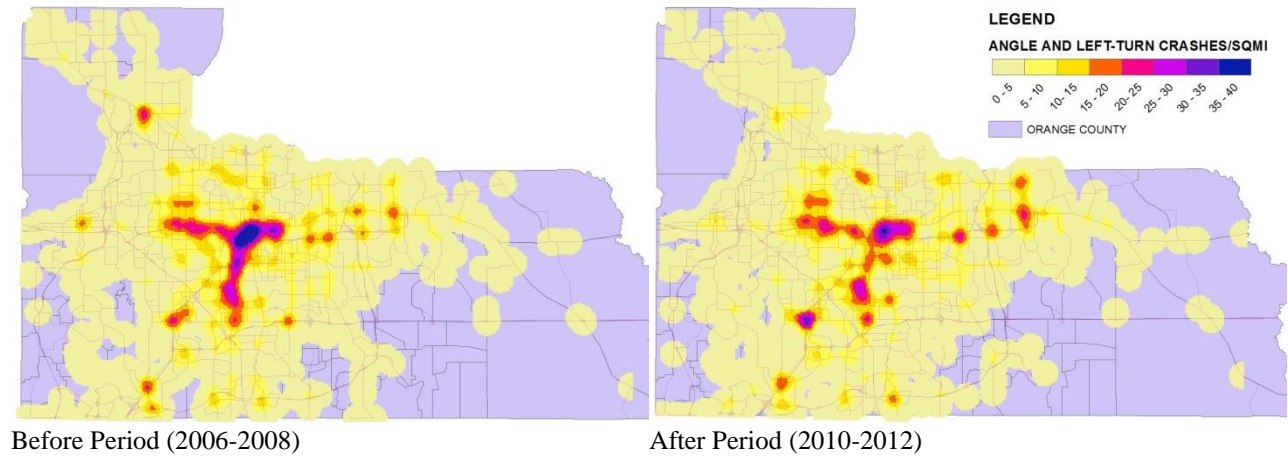 LEGEND
ANGLE AND LEFT-TURN CRASHES/SQMI
0 - 5
5 - 10
10- 15
15 - 20
20 - 25
25 - 30
30 - 35
35 - 40
ORANGE COUNTY
Before Period (2006-2008)
After Period (2010-2012)